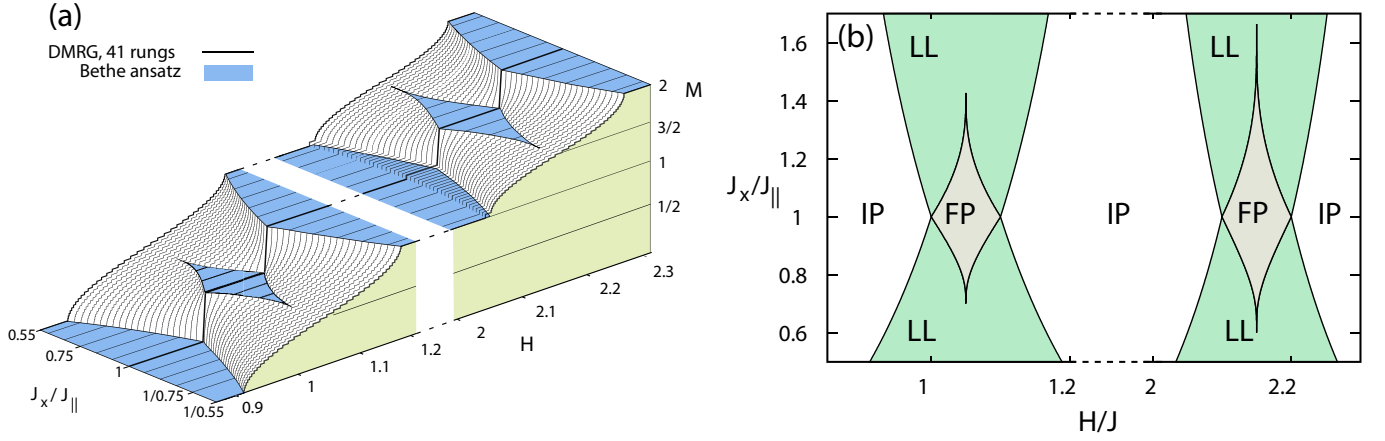 (a)
DMRG, 41 rungs
Bethe ansatz
2
M
3/2
1
1/2
2.3
2.2
2.1
H
2
1.2
1.1
1
0.9
0.55
0.75
1
1/0.75
1/0.55
J_x/J_||
(b)
LL
LL
1.6
1.4
1.2
J_x/J_||
1
IP
FP
IP
FP
IP
0.8
0.6
LL
LL
1
1.2
2
2.2
H/J